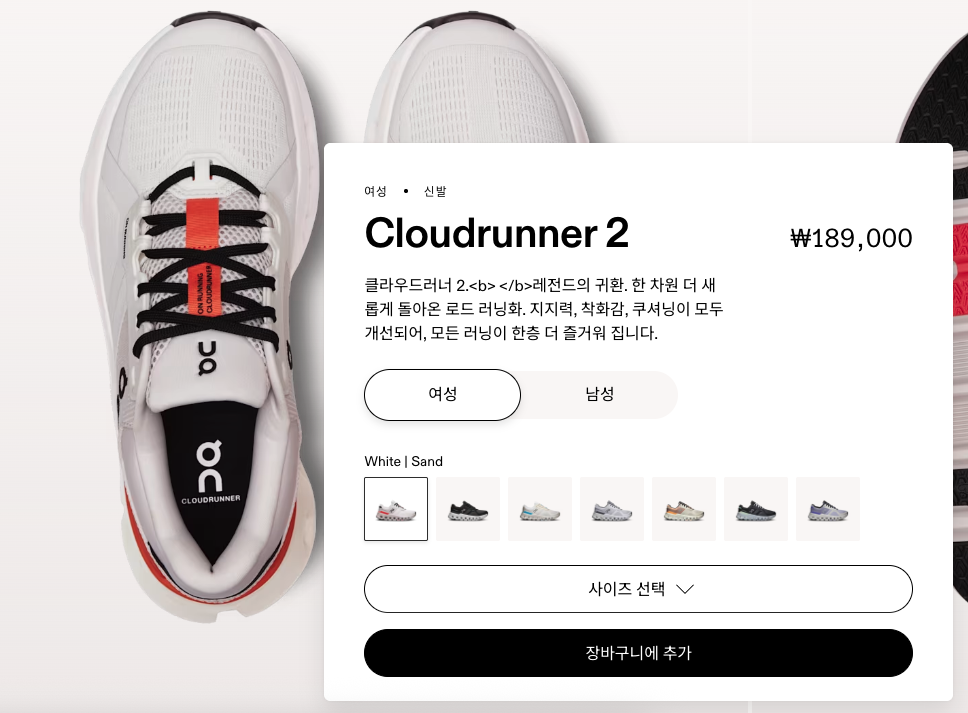 여성 • 신발
Cloudrunner 2
₩189,000
클라우드러너 2.<b> </b>레전드의 귀환. 한 차원 더 새
롭게 돌아온 로드 러닝화. 지지력, 착화감, 쿠셔닝이 모두
개선되어, 모든 러닝이 한층 더 즐거워 집니다.
여성 남성
White | Sand
사이즈 선택
장바구니에 추가
ON RUNNING
CLOUDRUNNER
on
on
CLOUDRUNNER